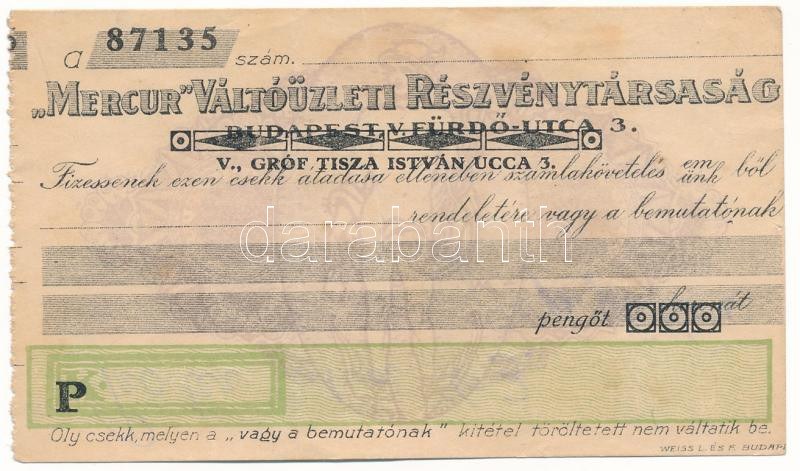 A 87135 szám.
„MERCUR” VÁLTÓÜZLETI RÉSZVÉNYTÁRSASÁG
BUDAPEST, V. FÜRDŐ-UTCA 3.
V., GRÓF TISZA ISTVÁN UCCA 3.
Fizessenek ezen csekk átadása ellenében számlakövetelés em ünk ből
rendeletére vagy a bemutatónak
darabanth
koronát
pengőt
P K
Oly csekk, melyen a „vagy a bemutatónak” kitétel töröltetett nem váltatik be.
WEISS L. ÉS F. BUDAP